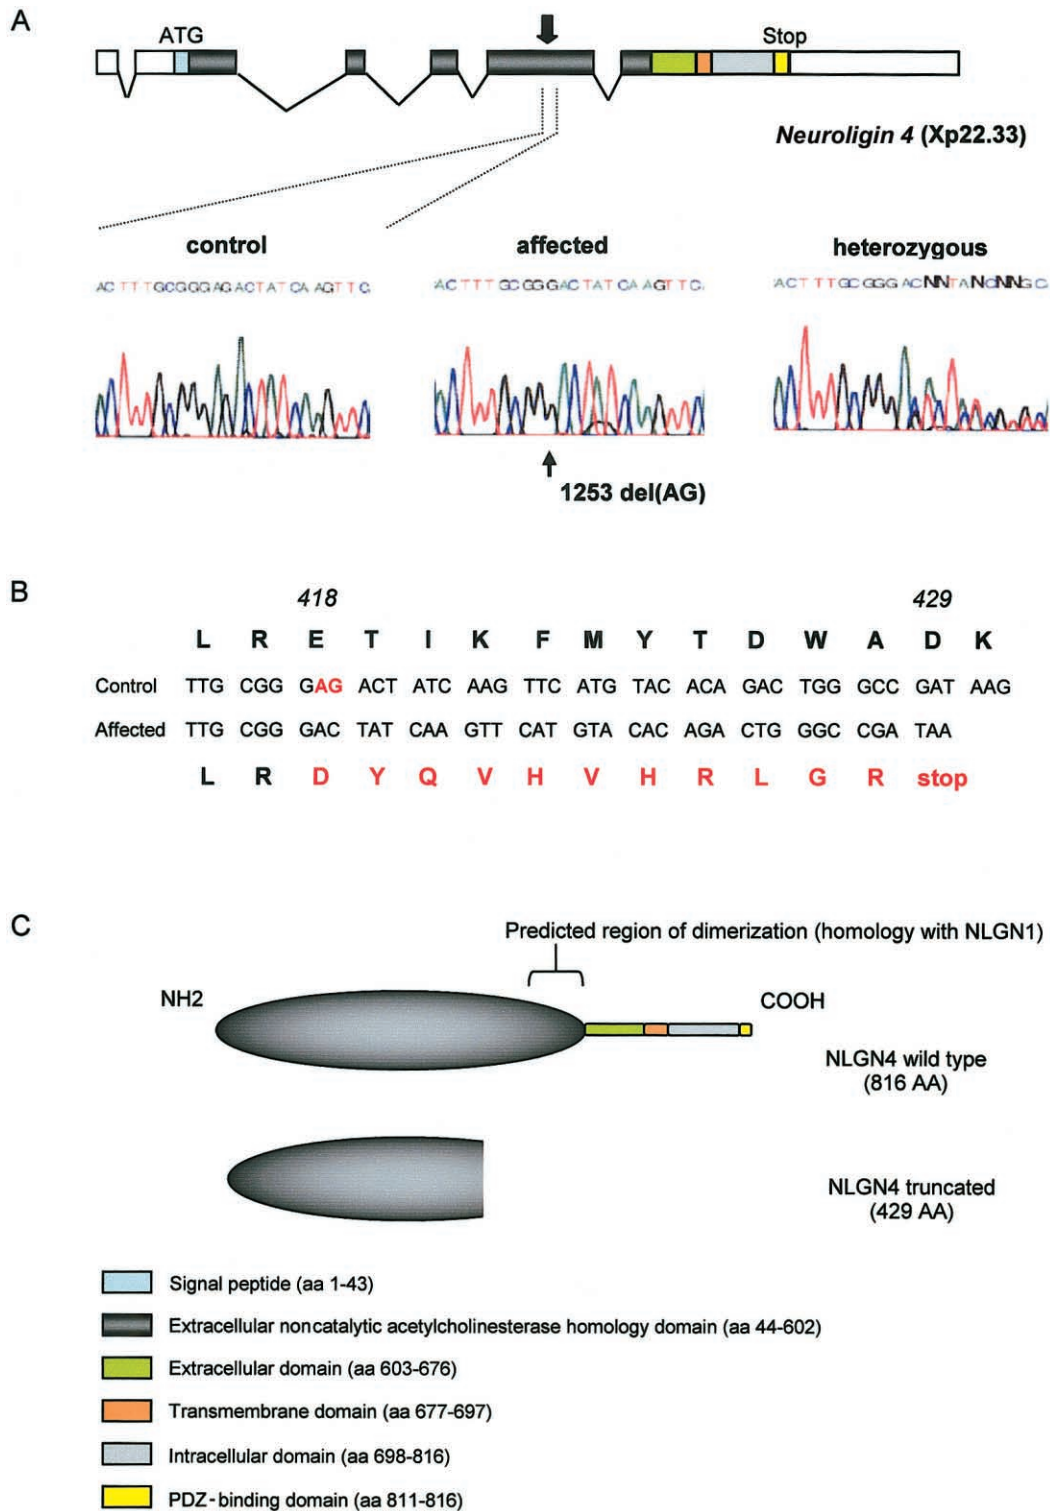 A
ATG
Stop
Neuroligin 4 (Xp22.33)
control
affected
heterozygous
ACTTTGCGGGAGACTATCAAGTTC
ACTTTGCGGGACTATCAAGTTC
ACTTTGCGGGACNNTANCNNGC
1253 del(AG)
B
418 429
L R E T I K F M Y T D W A D K
Control TTG CGG GAG ACT ATC AAG TTC ATG TAC ACA GAC TGG GCC GAT AAG
Affected TTG CGG GAC TAT CAA GTT CAT GTA CAC AGA CTG GGC CGA TAA
L R D Y Q V H V H R L G R stop
C
Predicted region of dimerization (homology with NLGN1)
NH2
COOH
NLGN4 wild type
(816 AA)
NLGN4 truncated
(429 AA)
Signal peptide (aa 1-43)
Extracellular noncatalytic acetylcholinesterase homology domain (aa 44-602)
Extracellular domain (aa 603-676)
Transmembrane domain (aa 677-697)
Intracellular domain (aa 698-816)
PDZ-binding domain (aa 811-816)